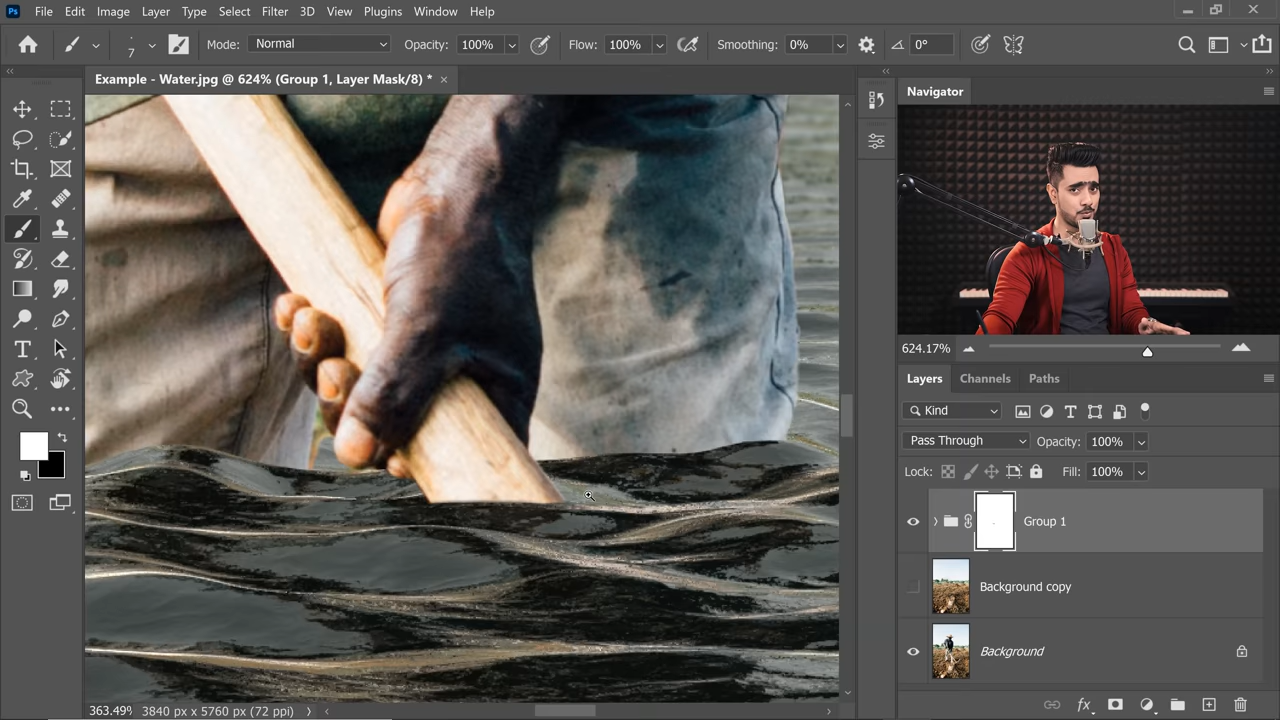 Ps File Edit Image Layer Type Select Filter 3D View Plugins Window Help
7 Mode: Normal Opacity: 100% Flow: 100% Smoothing: 0% 0°
Example - Water.jpg @ 624% (Group 1, Layer Mask/8) * ×
Navigator
624.17%
Layers Channels Paths
Kind
Pass Through Opacity: 100%
Lock: Fill: 100%
Group 1
Background copy
Background
363.49% 3840 px x 5760 px (72 ppi)
fx